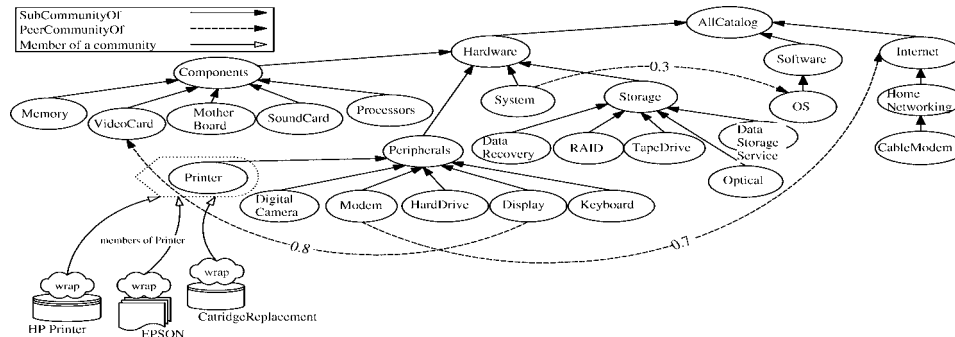 SubCommunityOf
PeerCommunityOf
Member of a community
AllCatalog
Hardware
Software
Internet
Components
0.3
System
Storage
OS
Home
Networking
Memory
VideoCard
Mother
Board
SoundCard
Processors
Peripherals
Data
Recovery
RAID
TapeDrive
Data
Storage
Service
CableModem
Printer
Optical
Digital
Camera
Modem
HardDrive
Display
Keyboard
members of Printer
0.8
0.7
wrap
wrap
wrap
HP Printer
EPSON
CatridgeReplacement